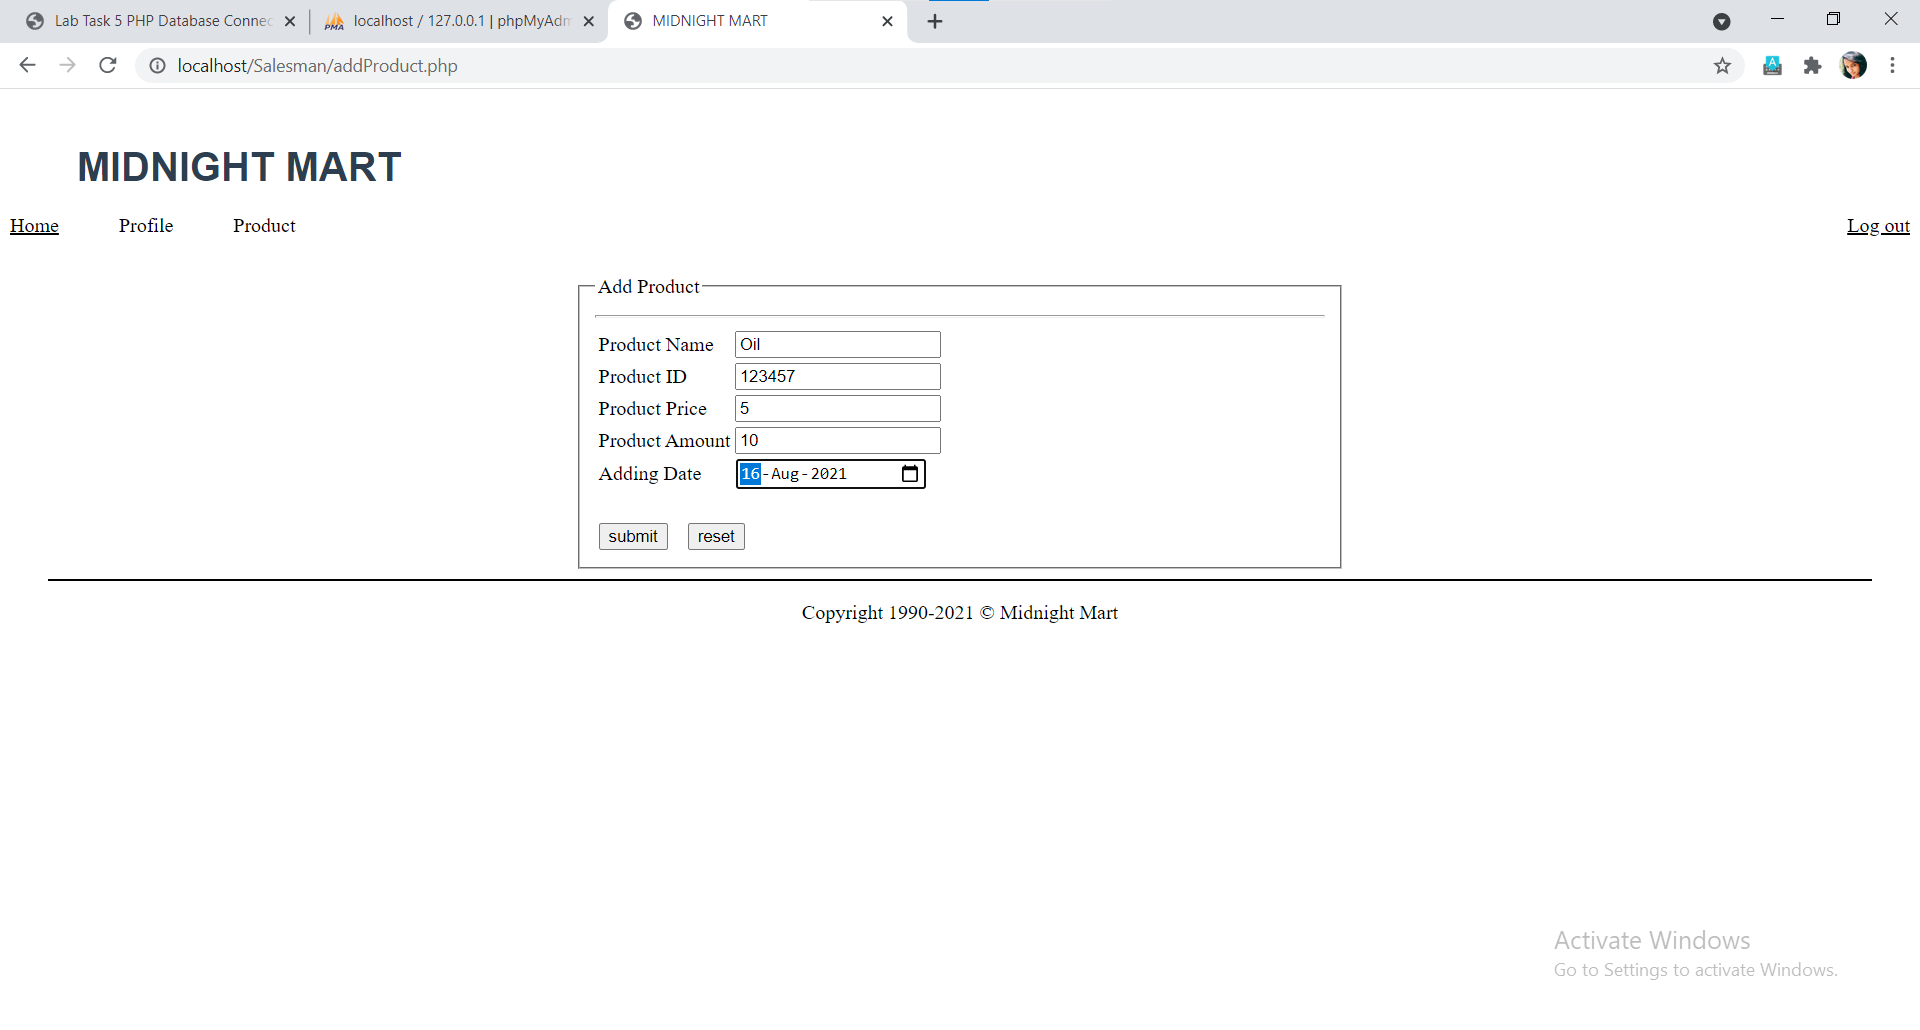 Lab Task 5 PHP Database Connec
localhost / 127.0.0.1 | phpMyAdm
MIDNIGHT MART
localhost/Salesman/addProduct.php
MIDNIGHT MART
Home Profile Product Log out
Add Product
Product Name Oil
Product ID 123457
Product Price 5
Product Amount 10
Adding Date 16-Aug-2021
submit reset
Copyright 1990-2021 © Midnight Mart
Activate Windows
Go to Settings to activate Windows.